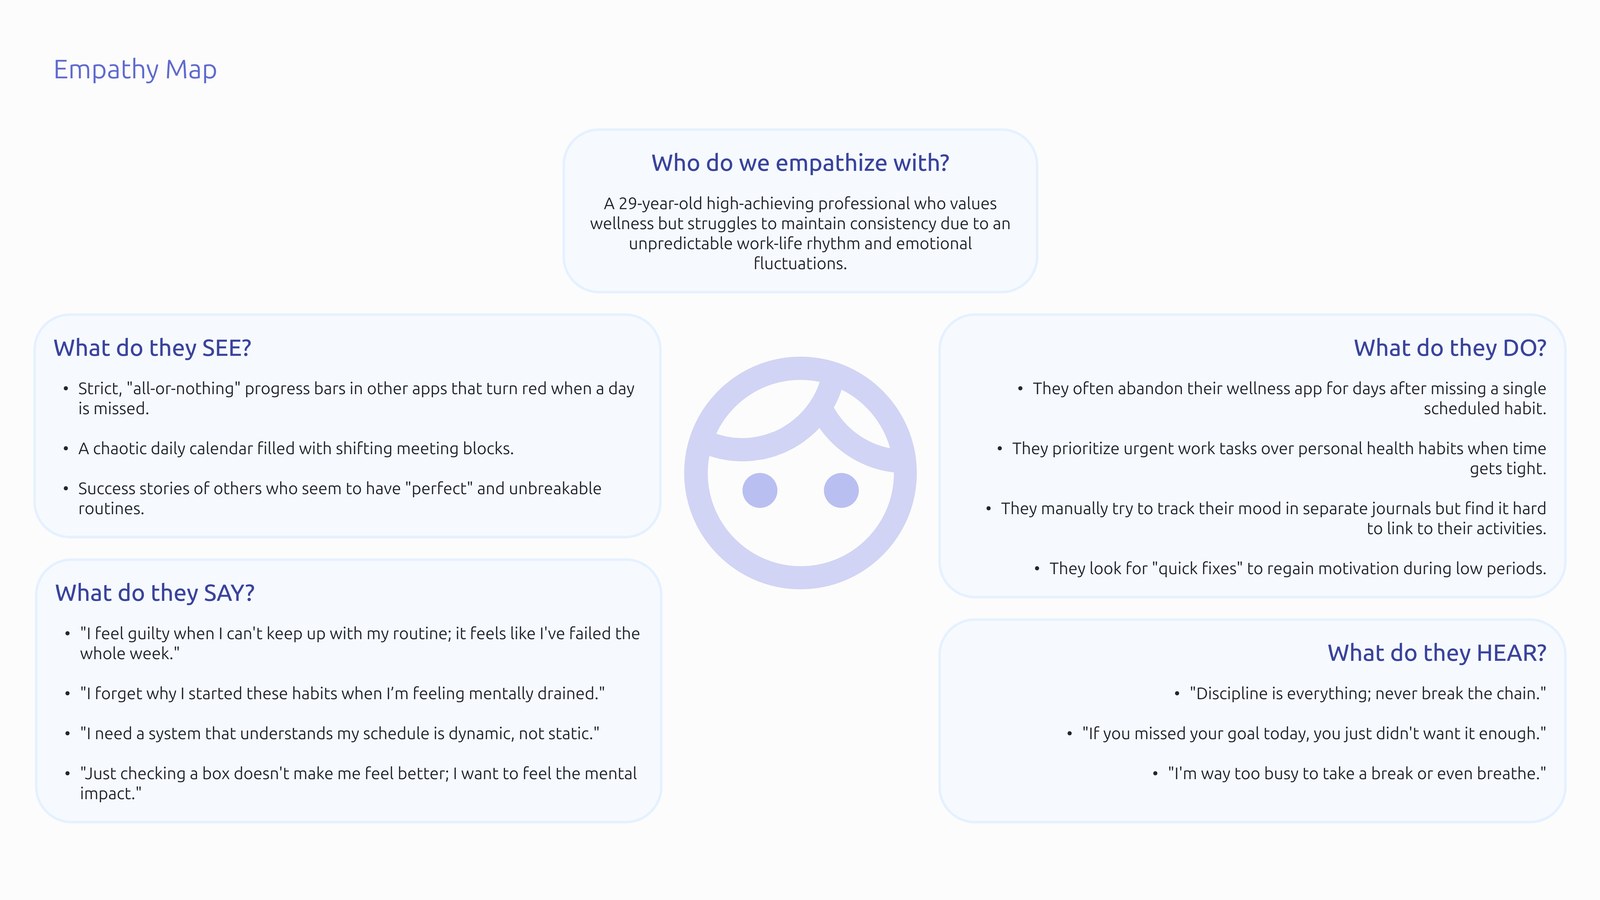 Empathy Map
Who do we empathize with?
A 29-year-old high-achieving professional who values
wellness but struggles to maintain consistency due to an
unpredictable work-life rhythm and emotional
fluctuations.
What do they SEE?
• Strict, "all-or-nothing" progress bars in other apps that turn red when a day
is missed.
• A chaotic daily calendar filled with shifting meeting blocks.
• Success stories of others who seem to have "perfect" and unbreakable
routines.
What do they SAY?
• "I feel guilty when I can't keep up with my routine; it feels like I've failed the
whole week."
• "I forget why I started these habits when I’m feeling mentally drained."
• "I need a system that understands my schedule is dynamic, not static."
• "Just checking a box doesn't make me feel better; I want to feel the mental
impact."
What do they DO?
• They often abandon their wellness app for days after missing a single
scheduled habit.
• They prioritize urgent work tasks over personal health habits when time
gets tight.
• They manually try to track their mood in separate journals but find it hard
to link to their activities.
• They look for "quick fixes" to regain motivation during low periods.
What do they HEAR?
• "Discipline is everything; never break the chain."
• "If you missed your goal today, you just didn't want it enough."
• "I'm way too busy to take a break or even breathe."